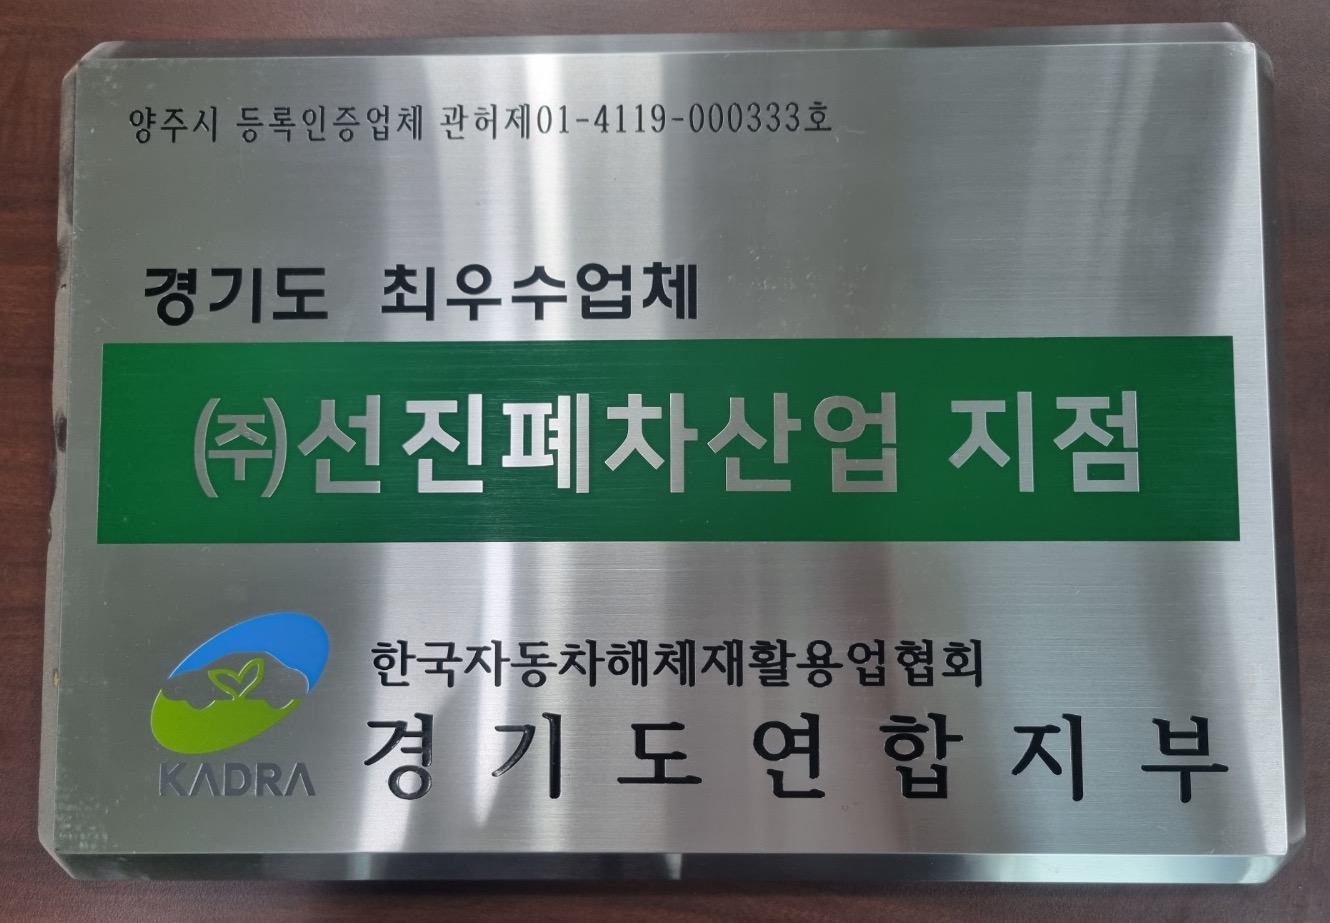 양주시 등록인증업체 관허제01-4119-000333호
경기도 최우수업체
㈜선진폐차산업 지점
한국자동차해체재활용업협회
KADRA 경기도연합지부